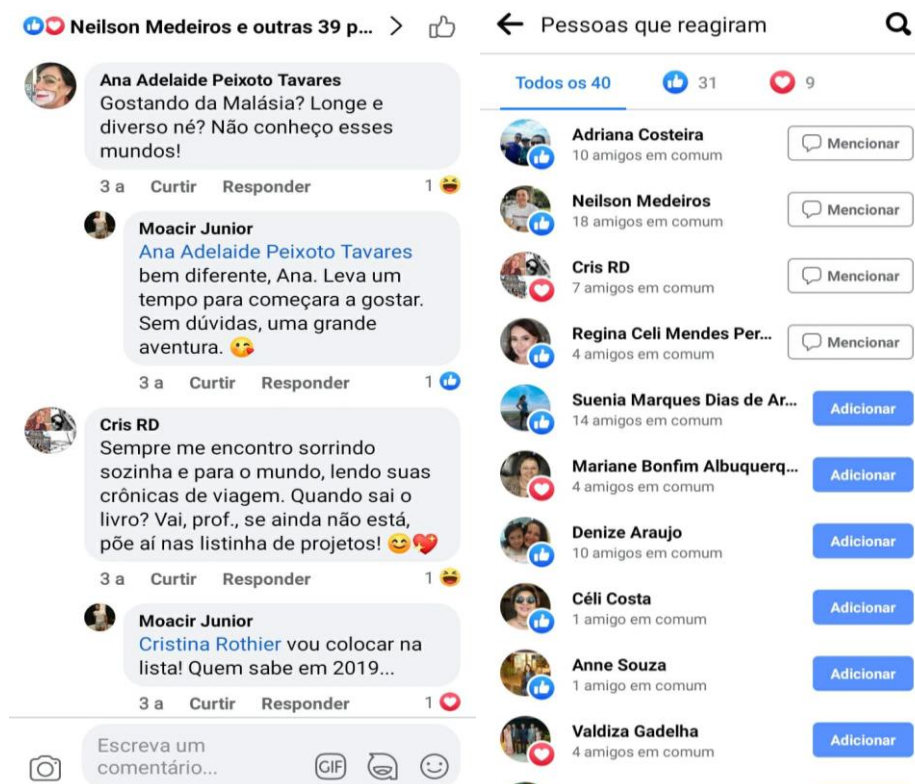 Neilson Medeiros e outras 39 p...
Ana Adelaide Peixoto Tavares
Gostando da Malásia? Longe e
diverso né? Não conheço esses
mundos!
3 a Curtir Responder 1
Moacir Junior
Ana Adelaide Peixoto Tavares
bem diferente, Ana. Leva um
tempo para começara a gostar.
Sem dúvidas, uma grande
aventura.
3 a Curtir Responder 1
Cris RD
Sempre me encontro sorrindo
sozinha e para o mundo, lendo suas
crônicas de viagem. Quando sai o
livro? Vai, prof., se ainda não está,
põe aí nas listinha de projetos!
3 a Curtir Responder 1
Moacir Junior
Cristina Rothier vou colocar na
lista! Quem sabe em 2019...
3 a Curtir Responder 1
Escreva um
comentário...
GIF
Pessoas que reagiram
Todos os 40 31 9
Adriana Costeira
10 amigos em comum
Mencionar
Neilson Medeiros
18 amigos em comum
Mencionar
Cris RD
7 amigos em comum
Mencionar
Regina Celi Mendes Per...
4 amigos em comum
Mencionar
Suenia Marques Dias de Ar...
14 amigos em comum
Adicionar
Mariane Bonfim Albuquerq...
4 amigos em comum
Adicionar
Denize Araujo
10 amigos em comum
Adicionar
Céli Costa
1 amigo em comum
Adicionar
Anne Souza
1 amigo em comum
Adicionar
Valdiza Gadelha
4 amigos em comum
Adicionar